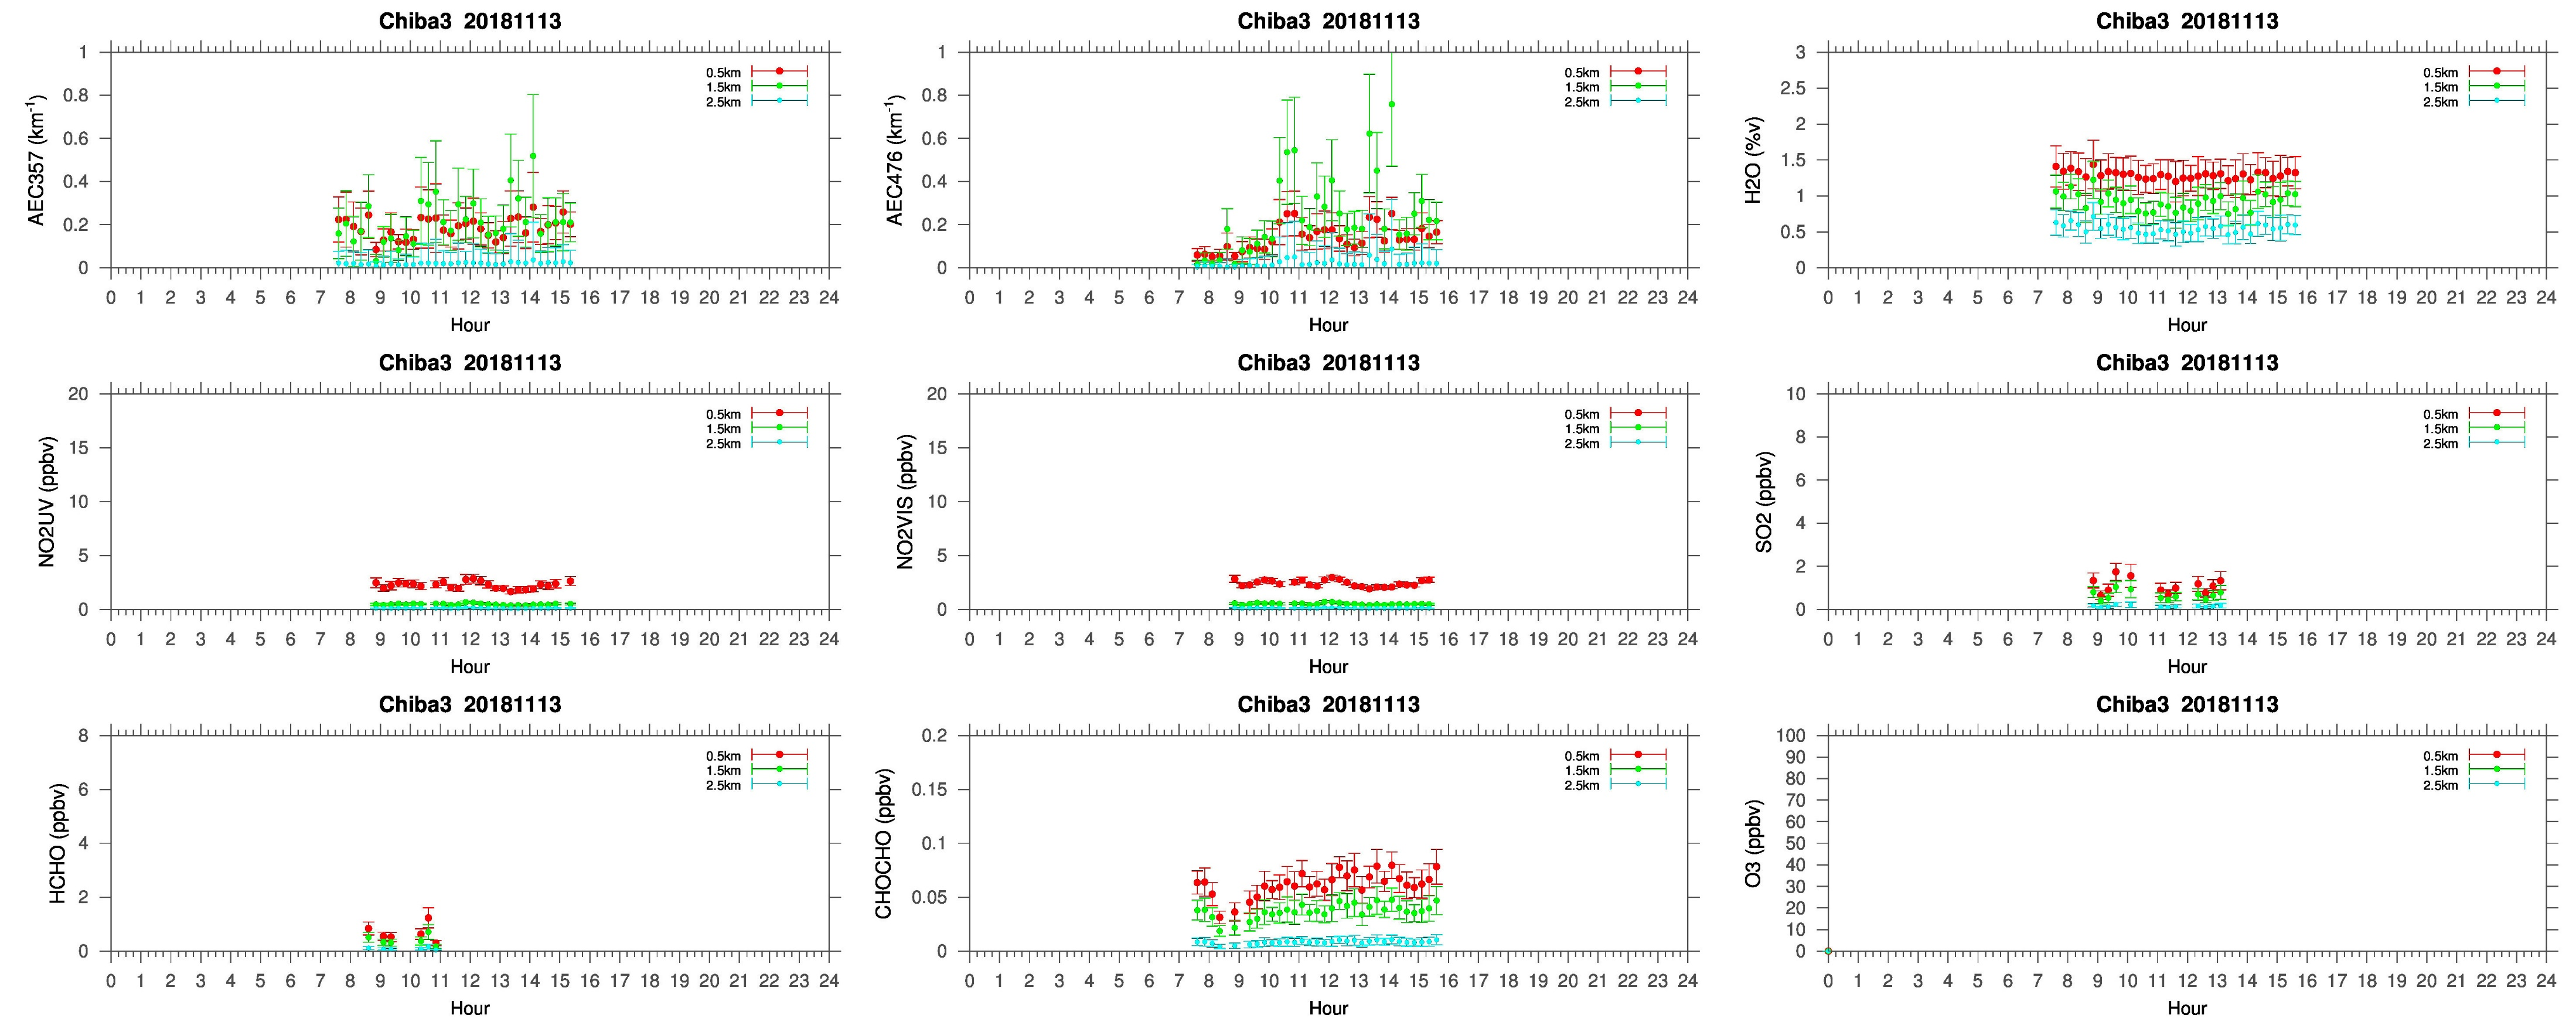 Chiba3 20181113
AEC357 (km-1)
1
0.8
0.6
0.4
0.2
0
0.5km
1.5km
2.5km
0 1 2 3 4 5 6 7 8 9 10 11 12 13 14 15 16 17 18 19 20 21 22 23 24
Hour
Chiba3 20181113
AEC476 (km-1)
1
0.8
0.6
0.4
0.2
0
0.5km
1.5km
2.5km
0 1 2 3 4 5 6 7 8 9 10 11 12 13 14 15 16 17 18 19 20 21 22 23 24
Hour
Chiba3 20181113
H2O (%v)
3
2.5
2
1.5
1
0.5
0
0.5km
1.5km
2.5km
0 1 2 3 4 5 6 7 8 9 10 11 12 13 14 15 16 17 18 19 20 21 22 23 24
Hour
Chiba3 20181113
NO2UV (ppbv)
20
15
10
5
0
0.5km
1.5km
2.5km
0 1 2 3 4 5 6 7 8 9 10 11 12 13 14 15 16 17 18 19 20 21 22 23 24
Hour
Chiba3 20181113
NO2VIS (ppbv)
20
15
10
5
0
0.5km
1.5km
2.5km
0 1 2 3 4 5 6 7 8 9 10 11 12 13 14 15 16 17 18 19 20 21 22 23 24
Hour
Chiba3 20181113
SO2 (ppbv)
10
8
6
4
2
0
0.5km
1.5km
2.5km
0 1 2 3 4 5 6 7 8 9 10 11 12 13 14 15 16 17 18 19 20 21 22 23 24
Hour
Chiba3 20181113
HCHO (ppbv)
8
6
4
2
0
0.5km
1.5km
2.5km
0 1 2 3 4 5 6 7 8 9 10 11 12 13 14 15 16 17 18 19 20 21 22 23 24
Hour
Chiba3 20181113
CHOCHO (ppbv)
0.2
0.15
0.1
0.05
0
0.5km
1.5km
2.5km
0 1 2 3 4 5 6 7 8 9 10 11 12 13 14 15 16 17 18 19 20 21 22 23 24
Hour
Chiba3 20181113
O3 (ppbv)
100
90
80
70
60
50
40
30
20
10
0
0.5km
1.5km
2.5km
0 1 2 3 4 5 6 7 8 9 10 11 12 13 14 15 16 17 18 19 20 21 22 23 24
Hour